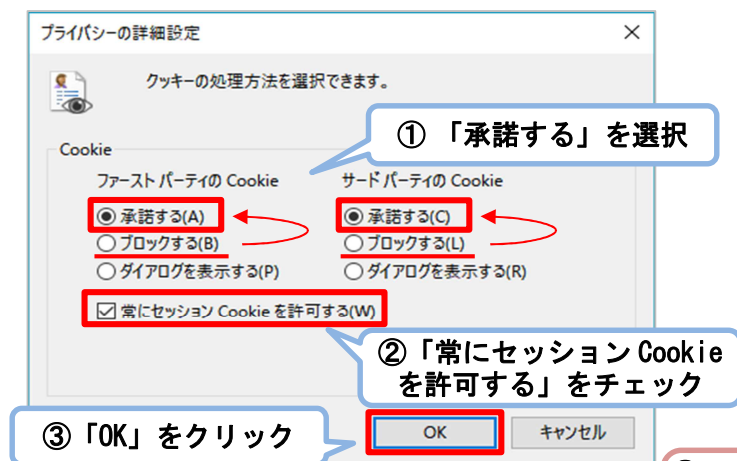 プライバシーの詳細設定
クッキーの処理方法を選択できます。
① 「承諾する」を選択
Cookie
ファースト パーティの Cookie
サード パーティの Cookie
承諾する(A)
承諾する(C)
ブロックする(B)
ブロックする(L)
ダイアログを表示する(P)
ダイアログを表示する(R)
常にセッション Cookie を許可する(W)
②「常にセッション Cookie
を許可する」をチェック
③「OK」をクリック
OK
キャンセル